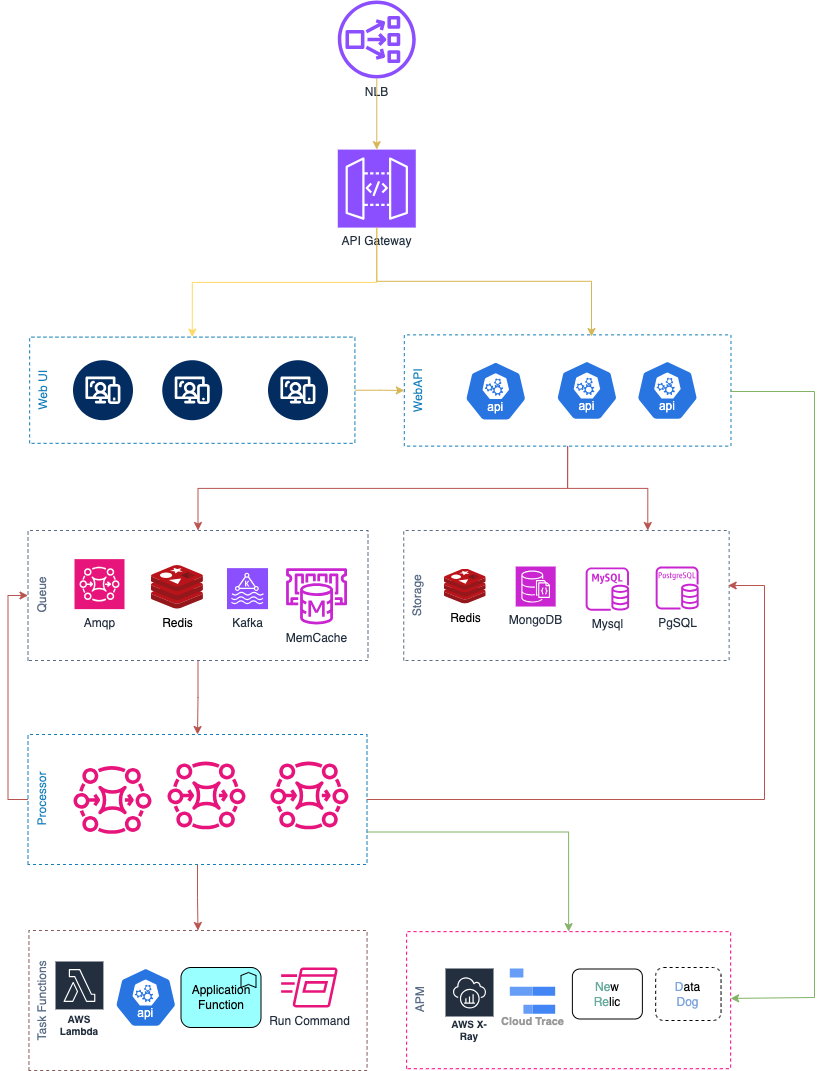 NLB
API Gateway
Web UI
WebAPI
api
api
api
Queue
Amqp
Redis
K
Kafka
M
MemCache
Storage
Redis
MongoDB
MySQL
Mysql
PostgreSQL
PgSQL
Processor
Task Functions
AWS
Lambda
api
Application
Function
Run Command
APM
AWS X-
Ray
Cloud Trace
New
Relic
Data
Dog